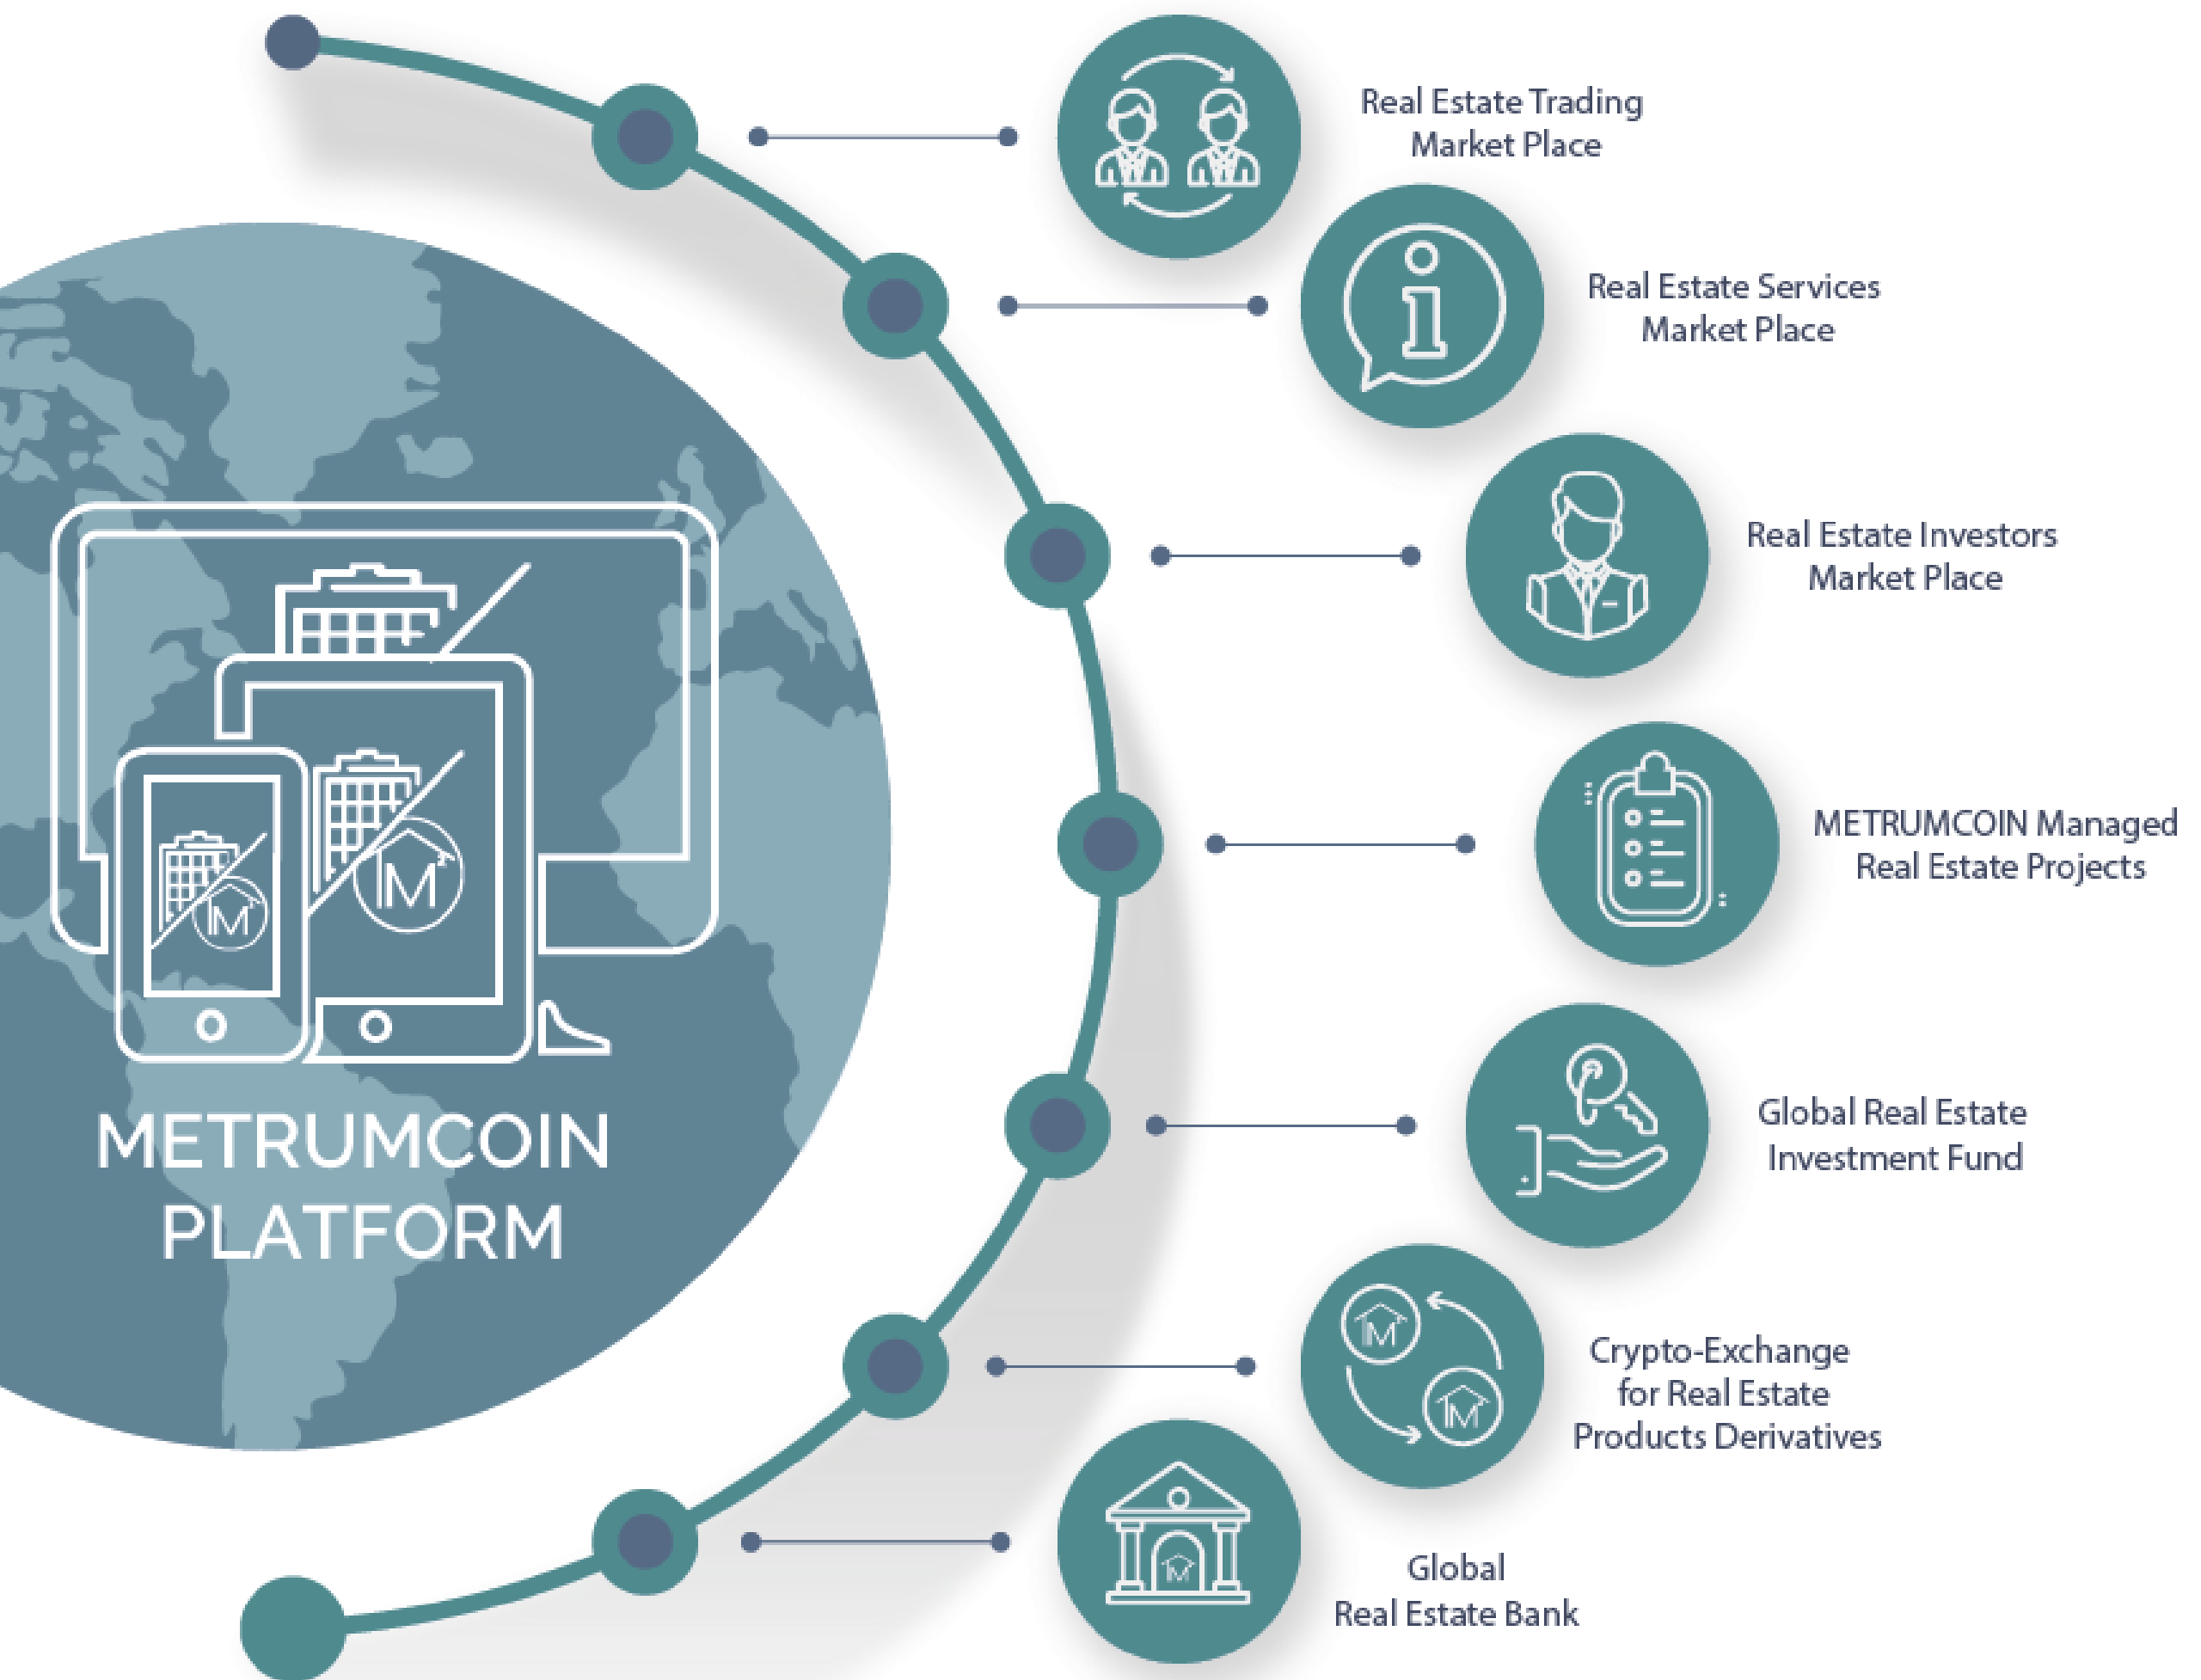 Real Estate Trading
Market Place
Real Estate Services
Market Place
Real Estate Investors
Market Place
METRUMCOIN Managed
Real Estate Projects
Global Real Estate
Investment Fund
Crypto-Exchange
for Real Estate
Products Derivatives
Global
Real Estate Bank
METRUMCOIN
PLATFORM
M²
M²
M
M
M